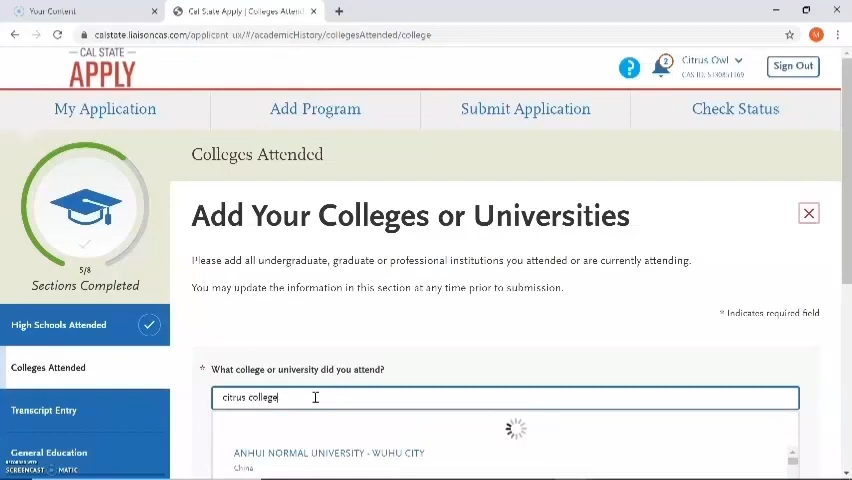 Your Content
Cal State Apply | Colleges Attend
calstate.liaisoncas.com/applicant-ux/#/academicHistory/collegesAttended/college
M
CAL STATE
APPLY
?
2
Citrus Owl
Sign Out
My Application
Add Program
Submit Application
Check Status
Colleges Attended
5/8
Sections Completed
Add Your Colleges or Universities
Please add all undergraduate, graduate or professional institutions you attended or are currently attending.
You may update the information in this section at any time prior to submission.
* Indicates required field
High Schools Attended
Colleges Attended
Transcript Entry
General Education
* What college or university did you attend?
citrus college
ANHUI NORMAL UNIVERSITY - WUHU CITY
China
RECORDED WITH
SCREENCAST MATIC